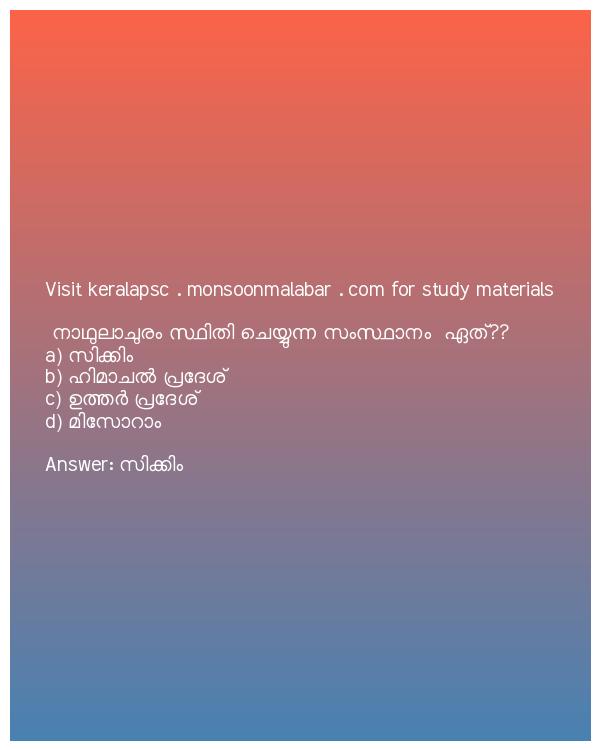 Visit keralapsc . monsoonmalabar . com for study materials
നാഥുലാചുരം സ്ഥിതി ചെയ്യുന്ന സംസ്ഥാനം ഏത്??
a) സിക്കിം
b) ഹിമാചൽ പ്രദേശ്
c) ഉത്തർ പ്രദേശ്
d) മിസോറാം
Answer: സിക്കിം